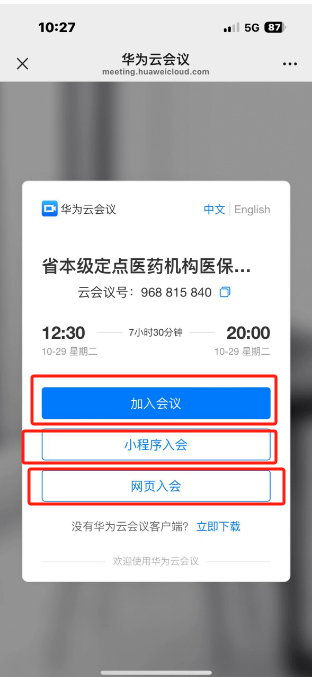 10:27
5G 87
华为云会议
meeting.huaweicloud.com
华为云会议
中文 | English
省本级定点医药机构医保...
云会议号：968 815 840
12:30 7小时30分钟 20:00
10-29 星期二 10-29 星期二
加入会议
小程序入会
网页入会
没有华为云会议客户端？ 立即下载
欢迎使用华为云会议